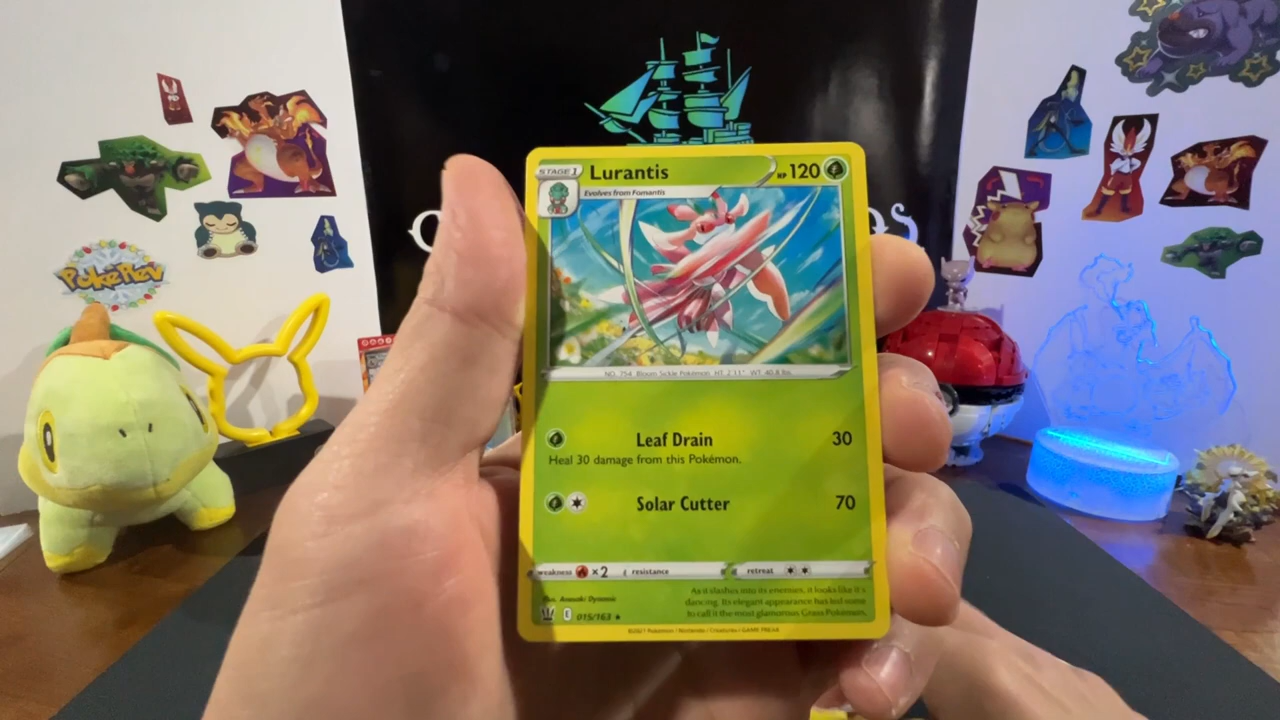 STAGE 1
Lurantis
HP 120
Evolves from Fomantis
PokéRev
NO. 754 Bloom Sickle Pokémon HT. 2'11" WT. 40.8 lbs.
Leaf Drain 30
Heal 30 damage from this Pokémon.
Solar Cutter 70
weakness ×2 resistance retreat
Illus. Anesaki Dynamic
E 015/163
As it slashes into its enemies, it looks like it's
dancing. Its elegant appearance has led some
to call it the most glamorous Grass Pokémon.
©2021 Pokémon / Nintendo / Creatures / GAME FREAK